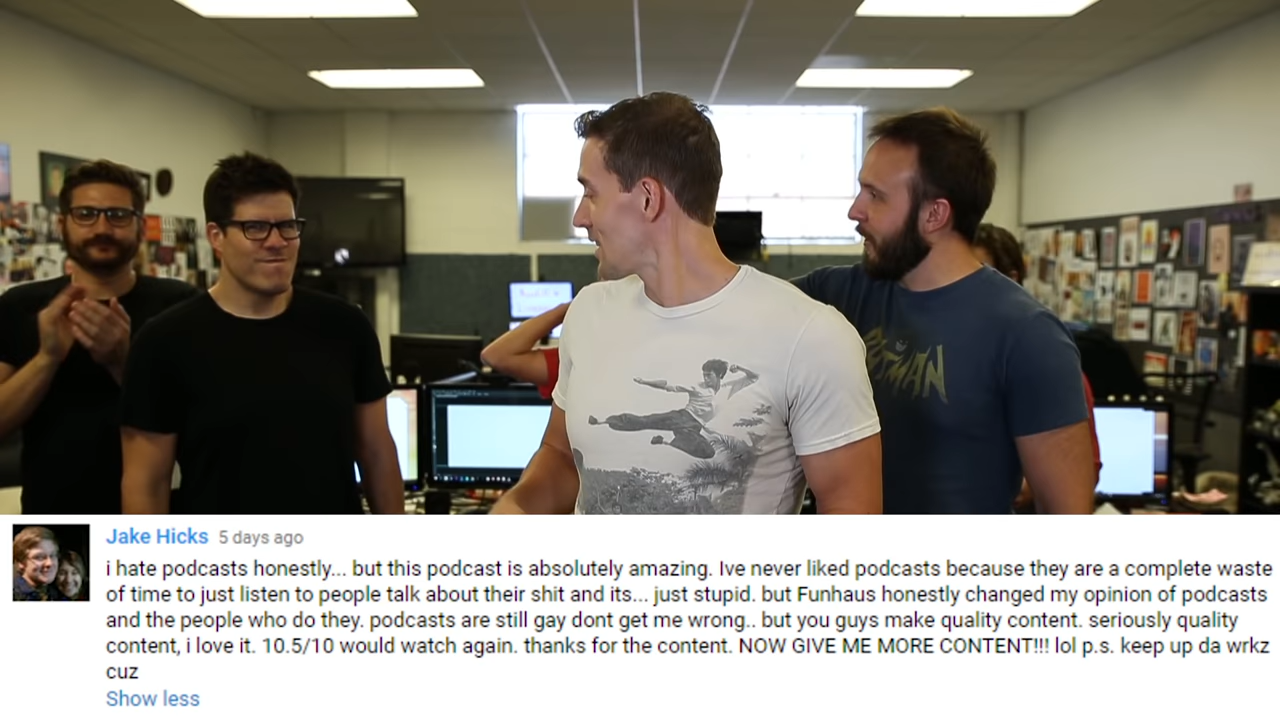 Jake Hicks 5 days ago
i hate podcasts honestly... but this podcast is absolutely amazing. Ive never liked podcasts because they are a complete waste
of time to just listen to people talk about their shit and its... just stupid. but Funhaus honestly changed my opinion of podcasts
and the people who do they. podcasts are still gay dont get me wrong.. but you guys make quality content. seriously quality
content, i love it. 10.5/10 would watch again. thanks for the content. NOW GIVE ME MORE CONTENT!!! lol p.s. keep up da wrkz
cuz
Show less